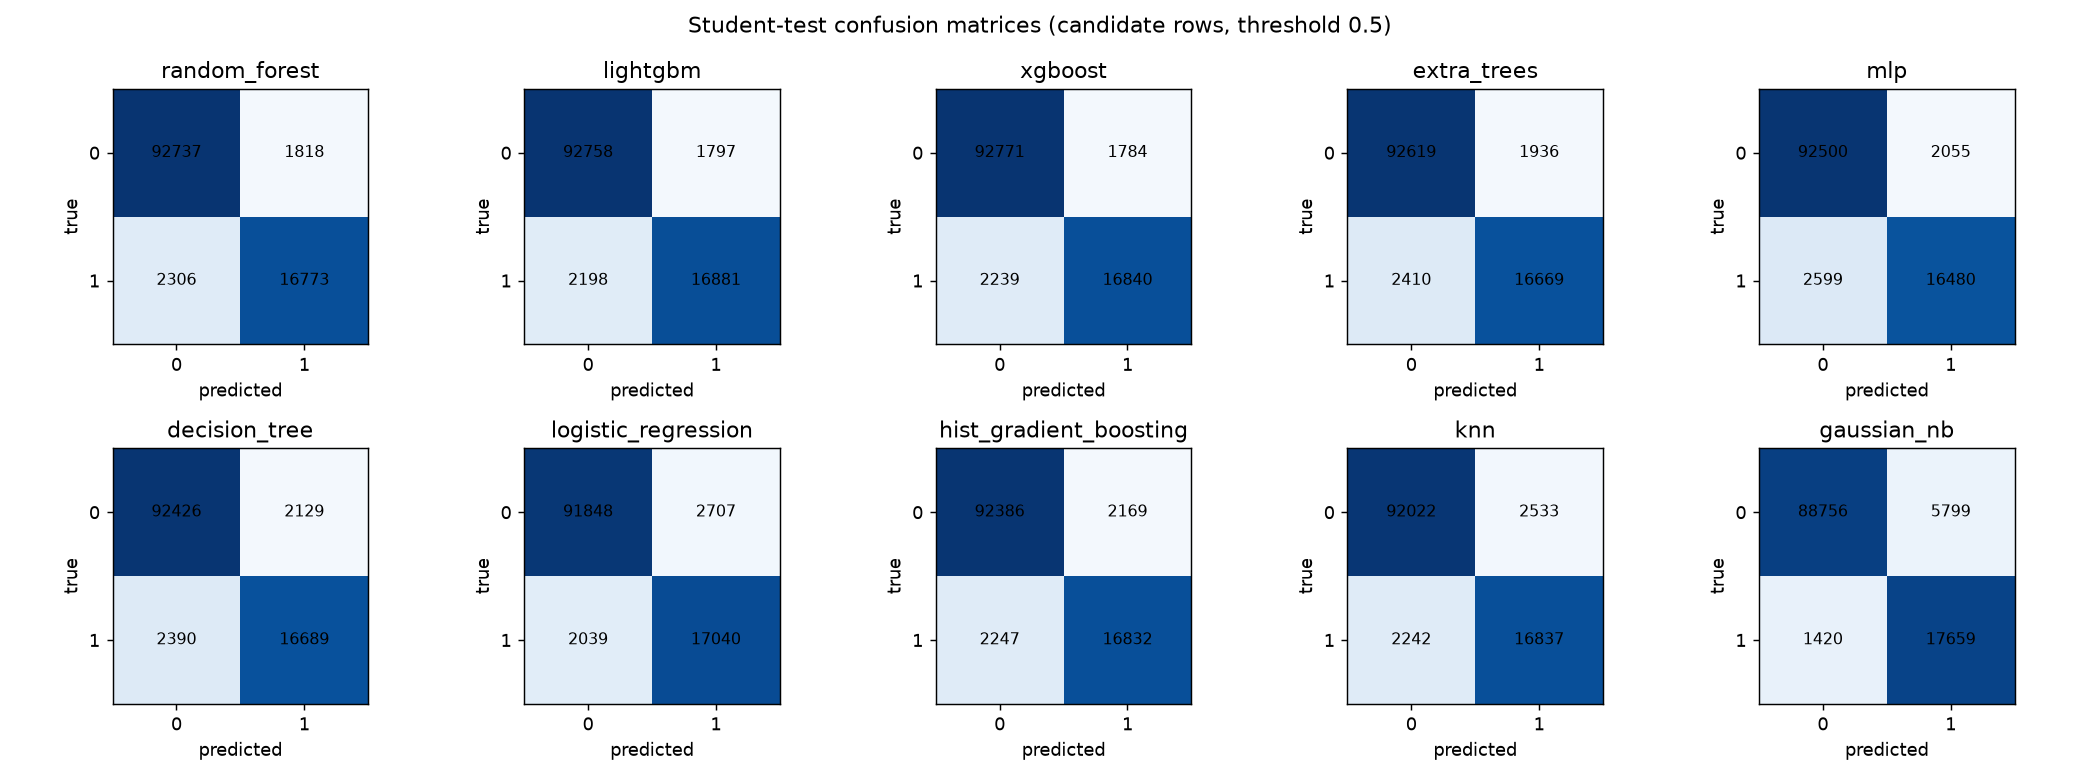 Student-test confusion matrices (candidate rows, threshold 0.5)
random_forest lightgbm xgboost extra_trees mlp
0 92737 1818 0 92758 1797 0 92771 1784 0 92619 1936 0 92500 2055
true true true true true
1 2306 16773 1 2198 16881 1 2239 16840 1 2410 16669 1 2599 16480
0 1 0 1 0 1 0 1 0 1
predicted predicted predicted predicted predicted
decision_tree logistic_regression hist_gradient_boosting knn gaussian_nb
0 92426 2129 0 91848 2707 0 92386 2169 0 92022 2533 0 88756 5799
true true true true true
1 2390 16689 1 2039 17040 1 2247 16832 1 2242 16837 1 1420 17659
0 1 0 1 0 1 0 1 0 1
predicted predicted predicted predicted predicted